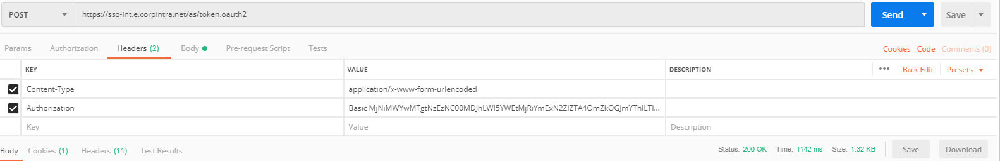 POST https://sso-int.e.corpintra.net/as/token.oauth2 Send Save
Params Authorization Headers (2) Body Pre-request Script Tests Cookies Code Comments (0)
KEY VALUE DESCRIPTION ••• Bulk Edit Presets
Content-Type application/x-www-form-urlencoded
Authorization Basic
Key Value Description
Body Cookies (1) Headers (11) Test Results Status: 200 OK Time: 1142 ms Size: 1.32 KB Save Download